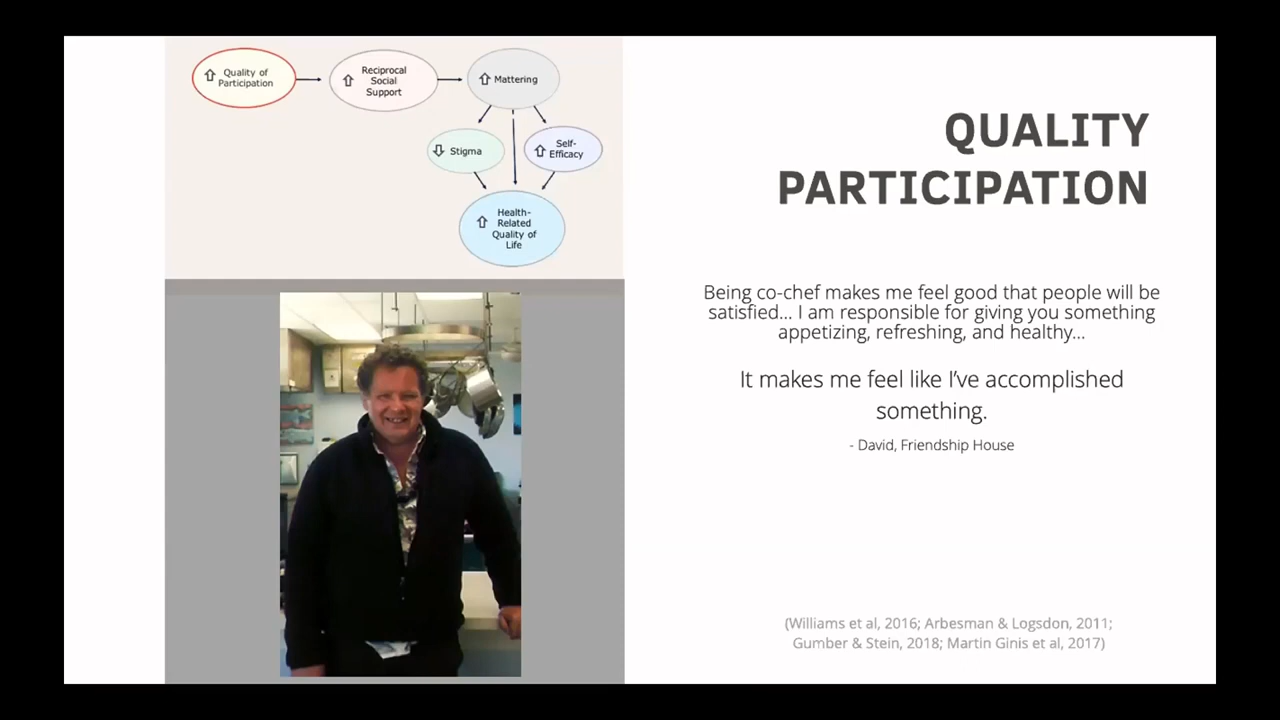 Quality of
Participation
Reciprocal
Social
Support
Mattering
Stigma
Self-
Efficacy
Health-
Related
Quality of
Life
QUALITY
PARTICIPATION
Being co-chef makes me feel good that people will be
satisfied... I am responsible for giving you something
appetizing, refreshing, and healthy...
It makes me feel like I’ve accomplished
something.
- David, Friendship House
(Williams et al, 2016; Arbesman & Logsdon, 2011;
Gumber & Stein, 2018; Martin Ginis et al, 2017)